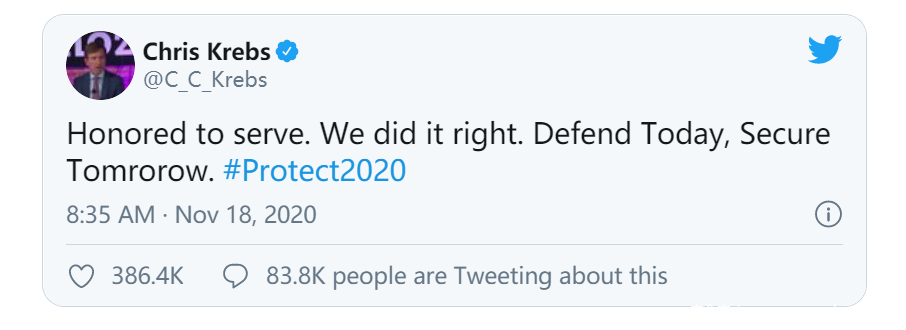 Chris Krebs
@C_C_Krebs
Honored to serve. We did it right. Defend Today, Secure
Tomrorow. #Protect2020
8:35 AM · Nov 18, 2020
386.4K 83.8K people are Tweeting about this